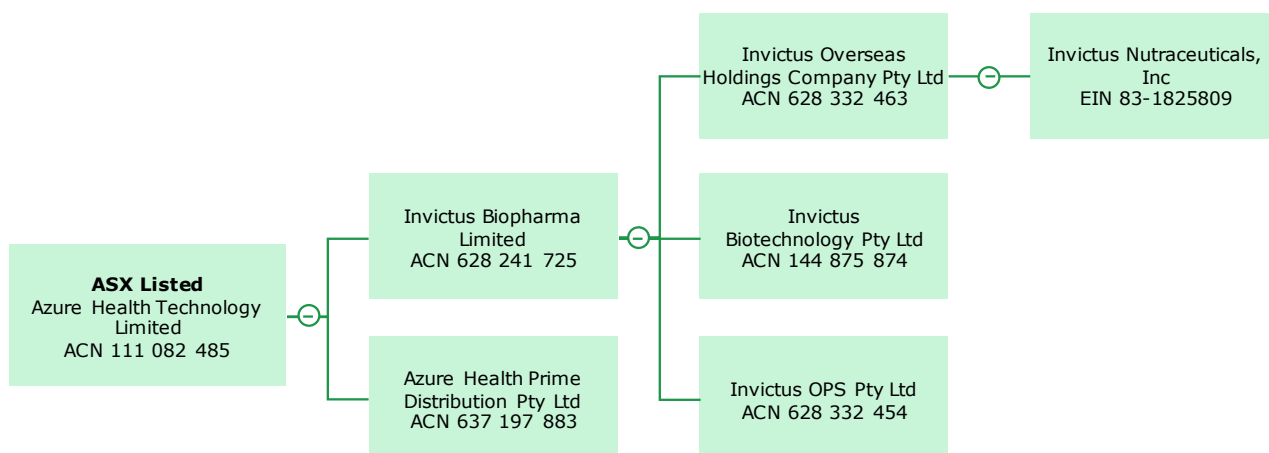 ASX Listed
Azure Health Technology
Limited
ACN 111 082 485
Invictus Biopharma
Limited
ACN 628 241 725
Azure Health Prime
Distribution Pty Ltd
ACN 637 197 883
Invictus Overseas
Holdings Company Pty Ltd
ACN 628 332 463
Invictus
Biotechnology Pty Ltd
ACN 144 875 874
Invictus OPS Pty Ltd
ACN 628 332 454
Invictus Nutraceuticals,
Inc
EIN 83-1825809